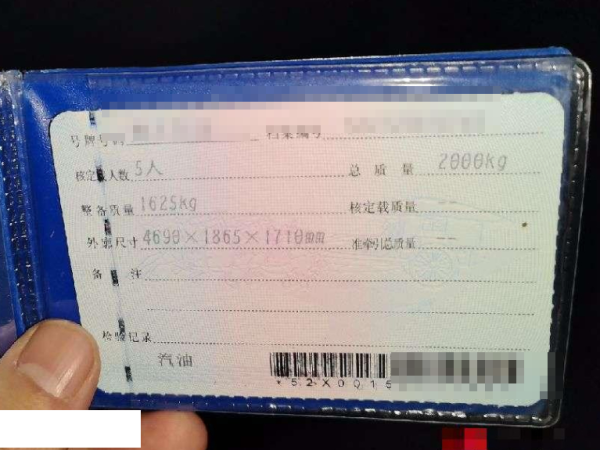 号牌号码 档案编号
核定载人数 5人 总质量 2000kg
整备质量 1625kg 核定载质量
外廓尺寸 4690×1865×1710mm 准牵引总质量 --
备注
检验记录
汽油
*52X0015